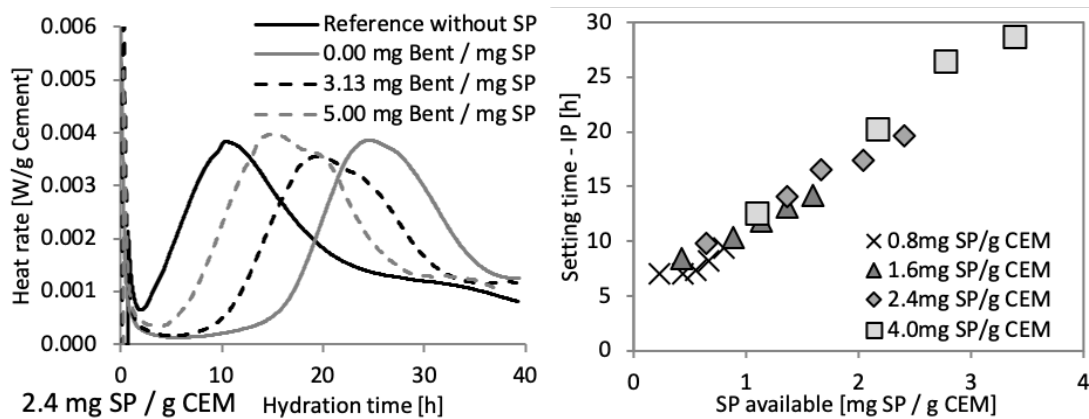 Heat rate [W/g Cement]
0.006
0.005
0.004
0.003
0.002
0.001
0.000
Reference without SP
0.00 mg Bent / mg SP
3.13 mg Bent / mg SP
5.00 mg Bent / mg SP
0 10 20 30 40
2.4 mg SP / g CEM Hydration time [h]
Seting time - IP [h]
30
25
20
15
10
5
0
0.8mg SP/g CEM
1.6mg SP/g CEM
2.4mg SP/g CEM
4.0mg SP/g CEM
0 1 2 3 4
SP available [mg SP / g CEM]